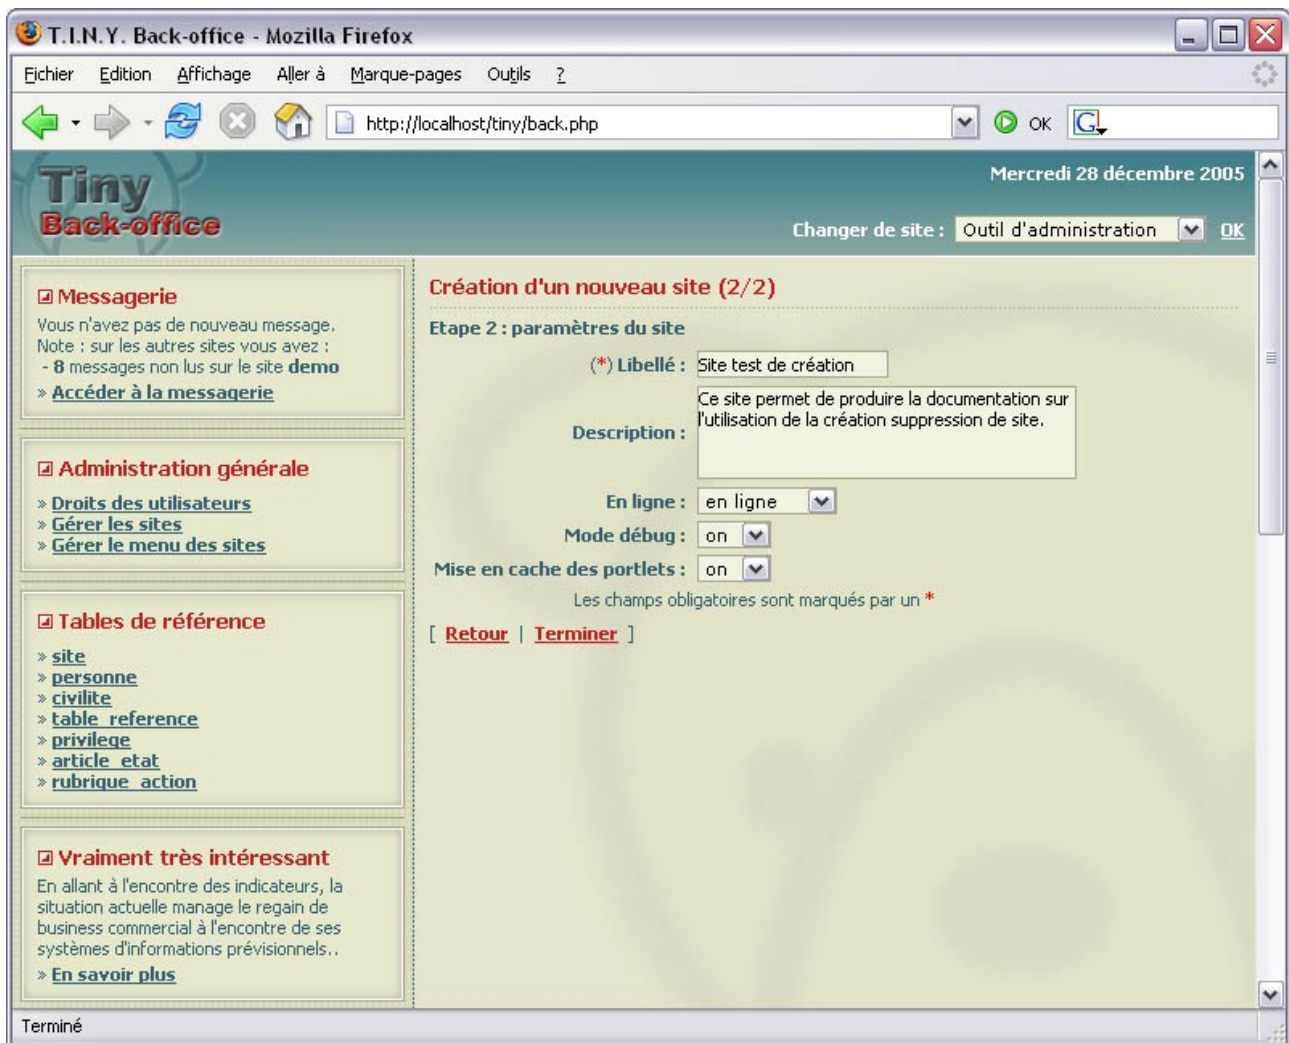 T.I.N.Y. Back-office - Mozilla Firefox
Fichier Edition Affichage Aller à Marque-pages Outils ?
http://localhost/tiny/back.php OK G
Tiny
Back-office
Mercredi 28 décembre 2005
Changer de site : Outil d'administration OK
Messagerie
Vous n'avez pas de nouveau message.
Note : sur les autres sites vous avez :
- 8 messages non lus sur le site demo
» Accéder à la messagerie
Administration générale
» Droits des utilisateurs
» Gérer les sites
» Gérer le menu des sites
Tables de référence
» site
» personne
» civilite
» table_reference
» privilege
» article_etat
» rubrique_action
Vraiment très intéressant
En allant à l'encontre des indicateurs, la
situation actuelle manage le regain de
business commercial à l'encontre de ses
systèmes d'informations prévisionnels..
» En savoir plus
Création d'un nouveau site (2/2)
Etape 2 : paramètres du site
(*) Libellé : Site test de création
Description : Ce site permet de produire la documentation sur
l'utilisation de la création suppression de site.
En ligne : en ligne
Mode débug : on
Mise en cache des portlets : on
Les champs obligatoires sont marqués par un *
[ Retour | Terminer ]
Terminé